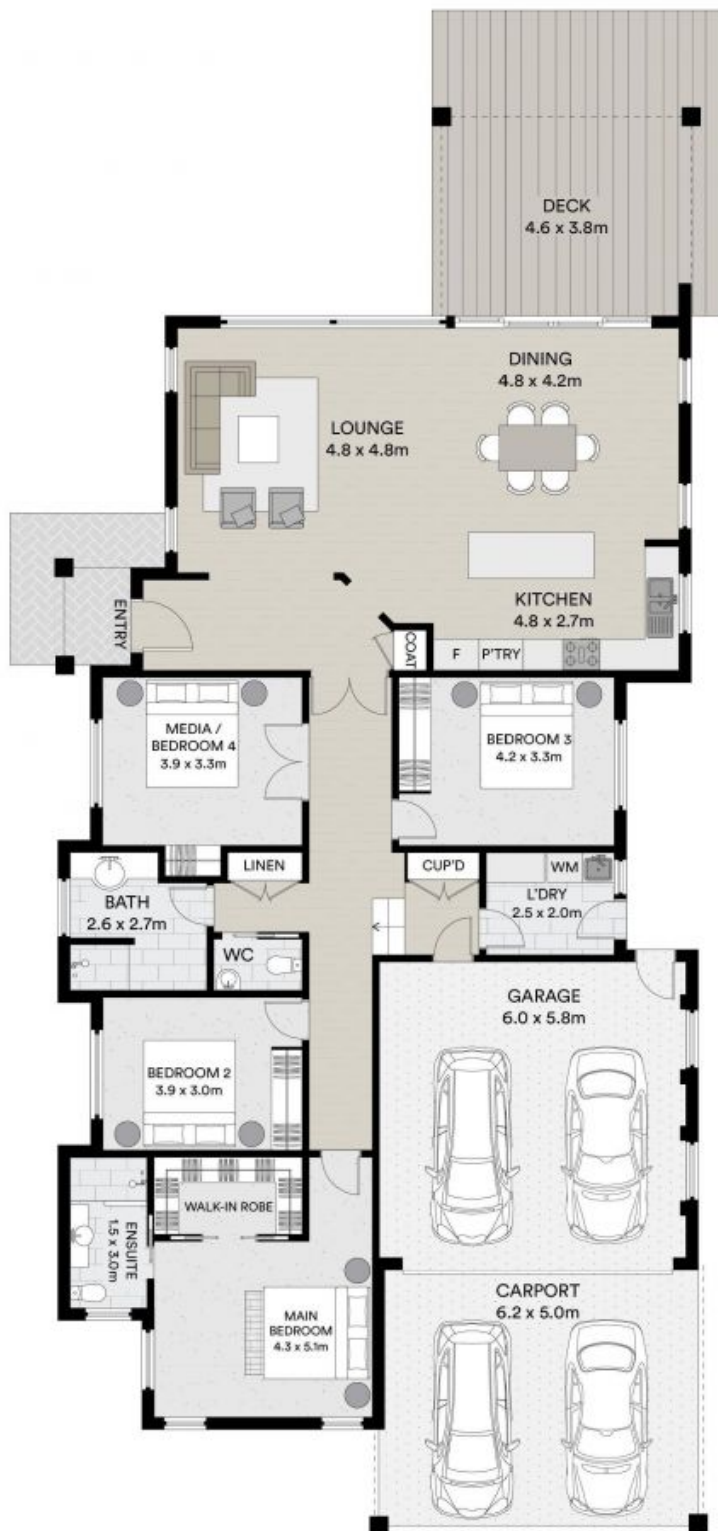 DECK
4.6 x 3.8m
DINING
4.8 x 4.2m
LOUNGE
4.8 x 4.8m
KITCHEN
4.8 x 2.7m
ENTRY
COAT
F
P'TRY
MEDIA /
BEDROOM 4
3.9 x 3.3m
BEDROOM 3
4.2 x 3.3m
LINEN
CUP'D
WM
L'DRY
2.5 x 2.0m
BATH
2.6 x 2.7m
WC
GARAGE
6.0 x 5.8m
BEDROOM 2
3.9 x 3.0m
WALK-IN ROBE
ENSUITE
1.5 x 3.0m
MAIN
BEDROOM
4.3 x 5.1m
CARPORT
6.2 x 5.0m